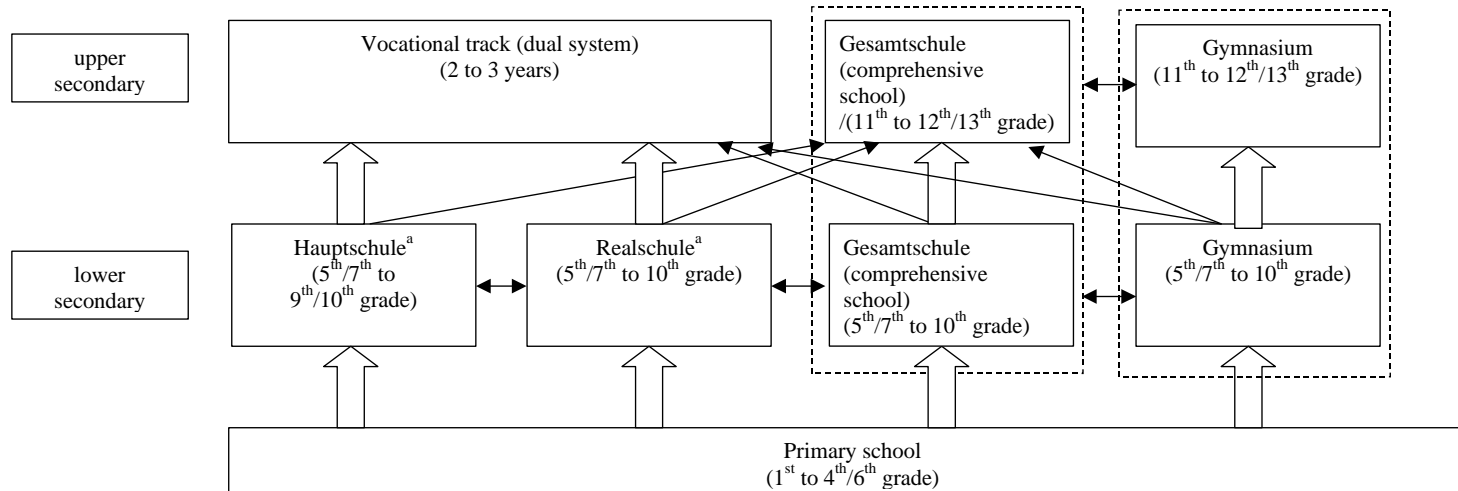 upper
secondary
Vocational track (dual system)
(2 to 3 years)
Gesamtschule
(comprehensive
school)
/(11th to 12th/13th grade)
Gymnasium
(11th to 12th/13th grade)
lower
secondary
Hauptschuleᵃ
(5th/7th to
9th/10th grade)
Realschuleᵃ
(5th/7th to 10th grade)
Gesamtschule
(comprehensive
school)
(5th/7th to 10th grade)
Gymnasium
(5th/7th to 10th grade)
Primary school
(1st to 4th/6th grade)